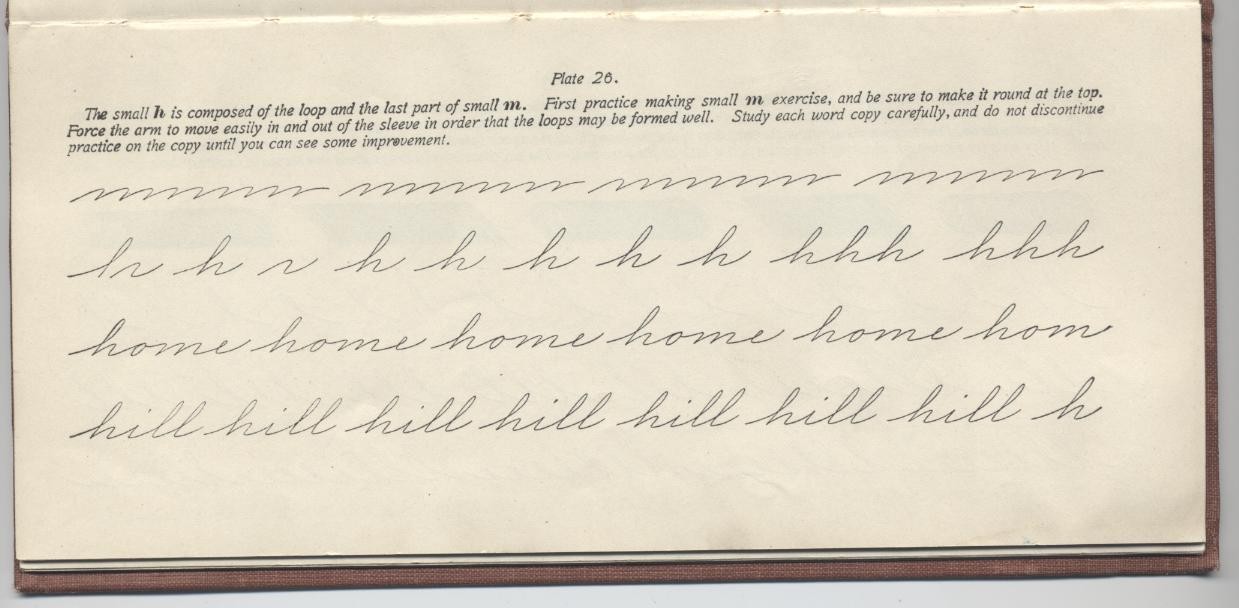 Plate 26.
The small h is composed of the loop and the last part of small m. First practice making small m exercise, and be sure to make it round at the top.
Force the arm to move easily in and out of the sleeve in order that the loops may be formed well. Study each word copy carefully, and do not discontinue
practice on the copy until you can see some improvement.
h h h h h h h hhh hhh
home home home home home hom
hill hill hill hill hill hill hill h